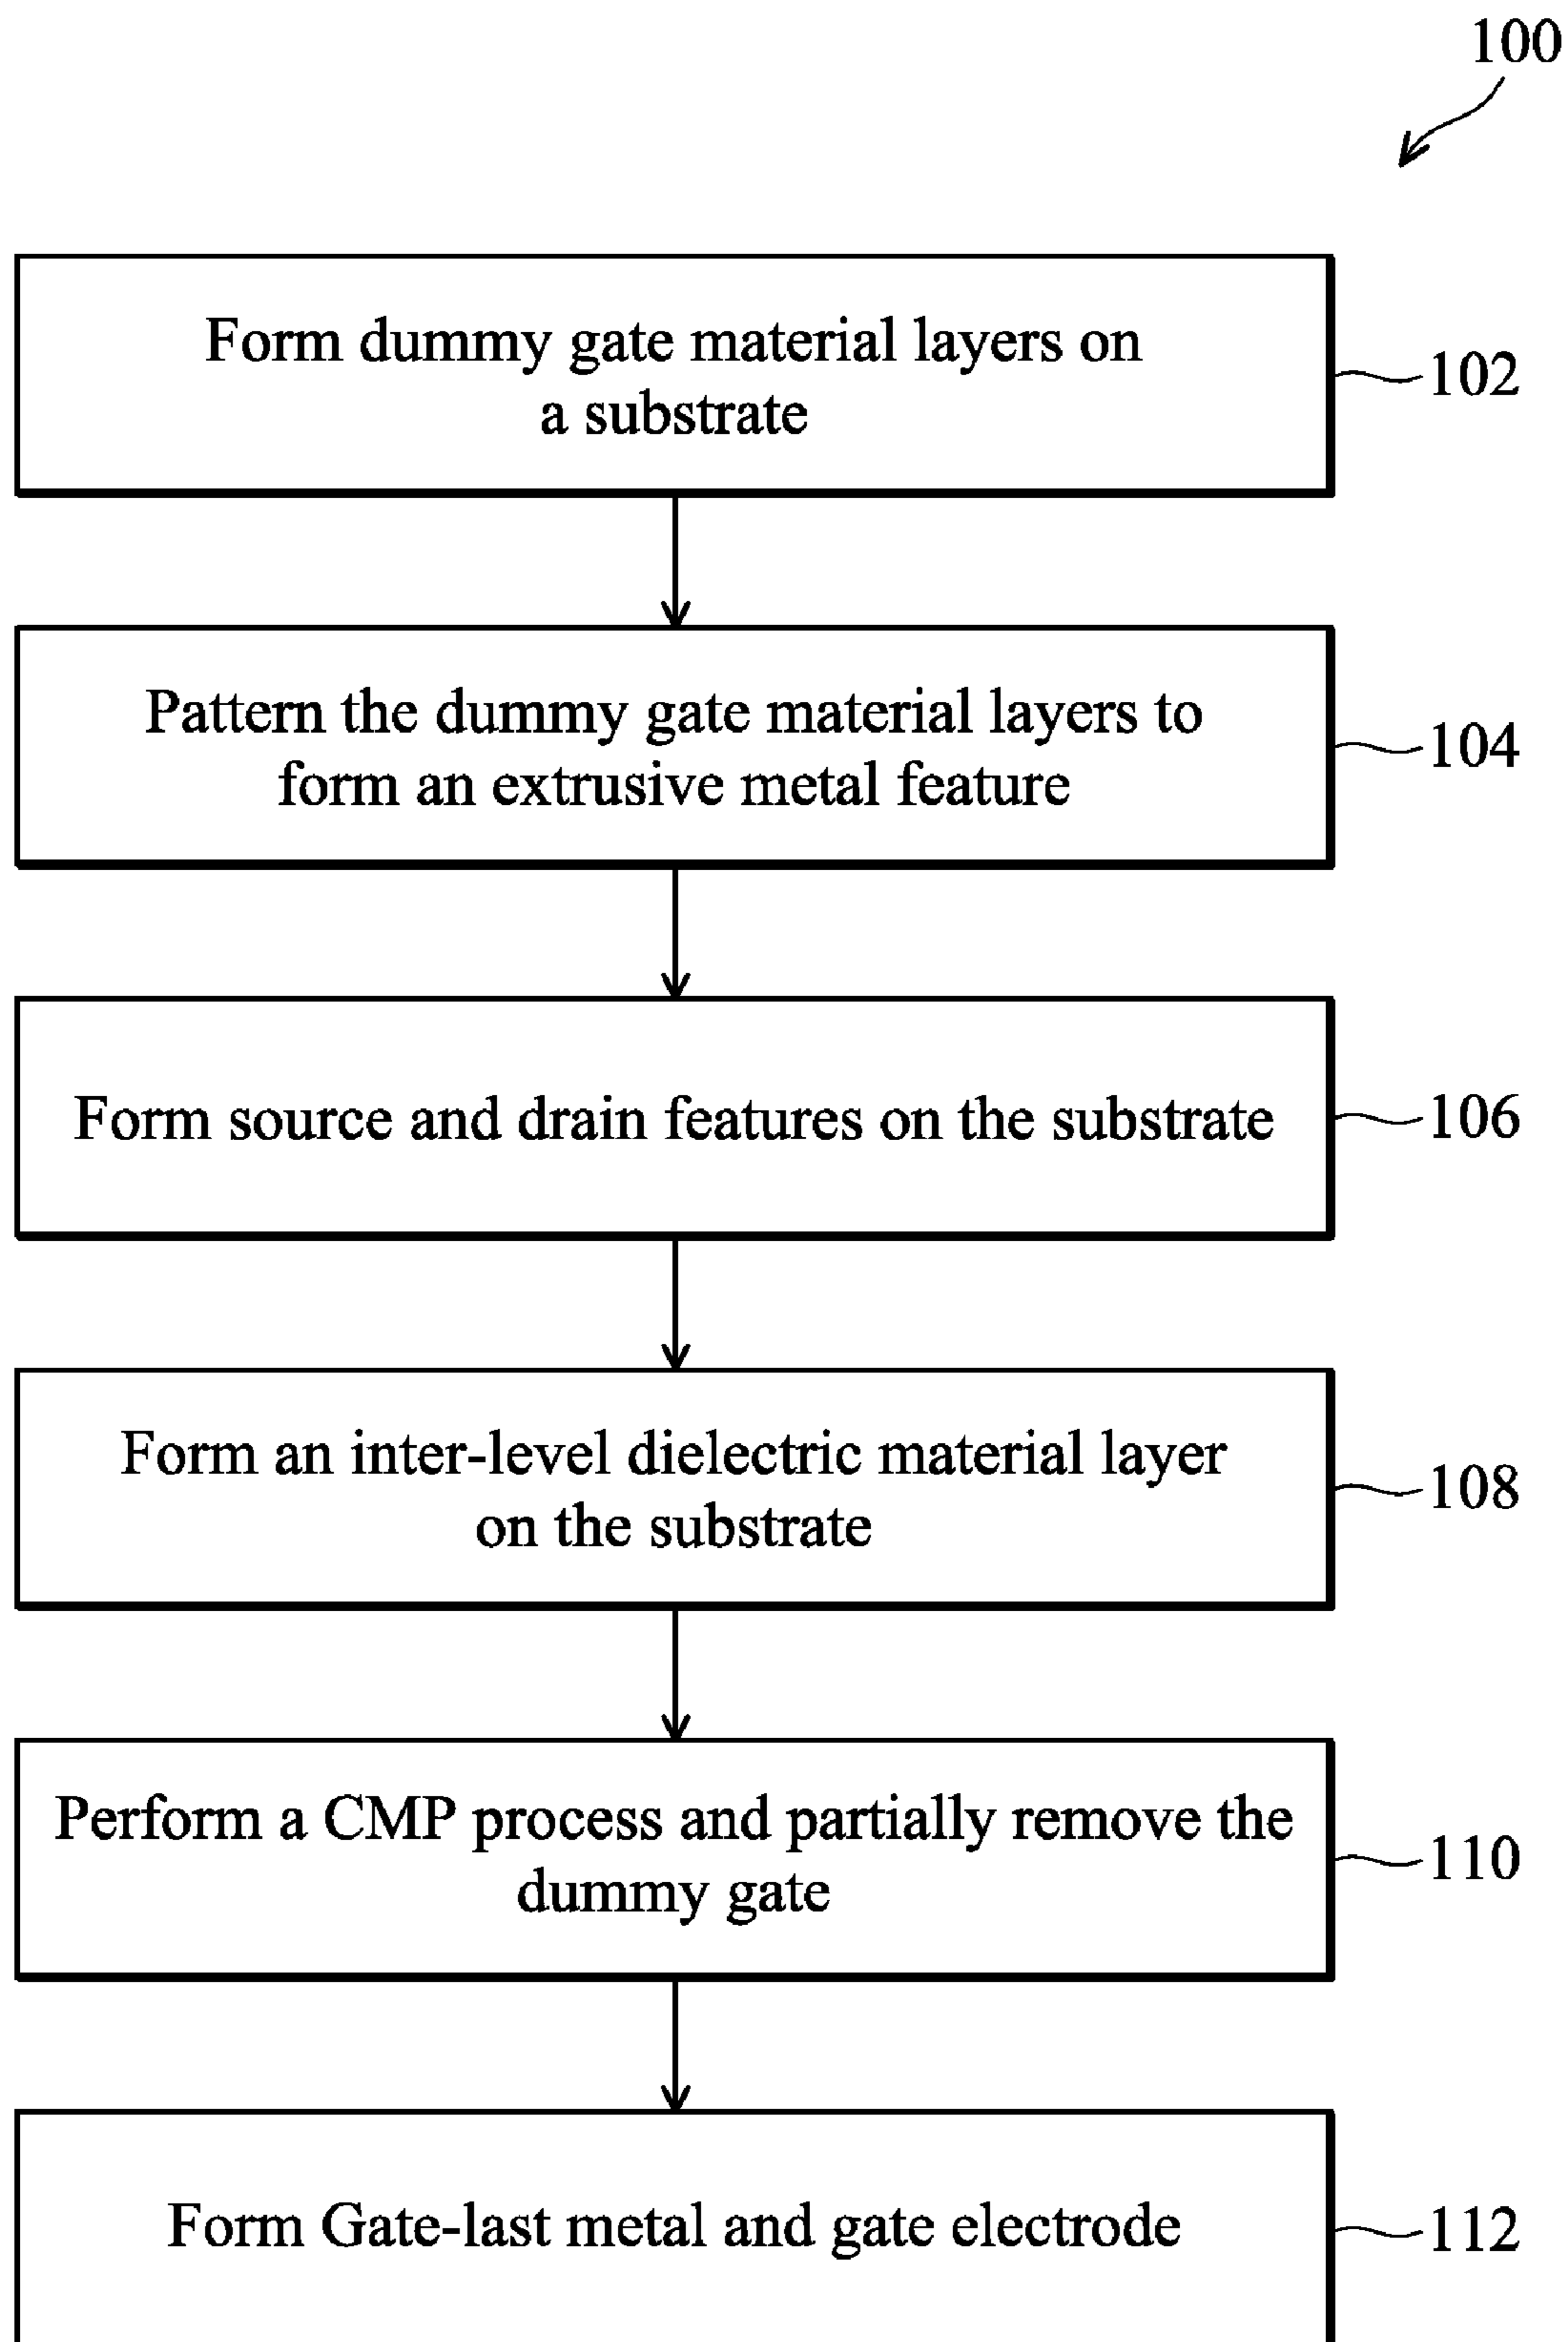 100
Form dummy gate material layers on
a substrate
102
Pattern the dummy gate material layers to
form an extrusive metal feature
104
Form source and drain features on the substrate
106
Form an inter-level dielectric material layer
on the substrate
108
Perform a CMP process and partially remove the
dummy gate
110
Form Gate-last metal and gate electrode
112